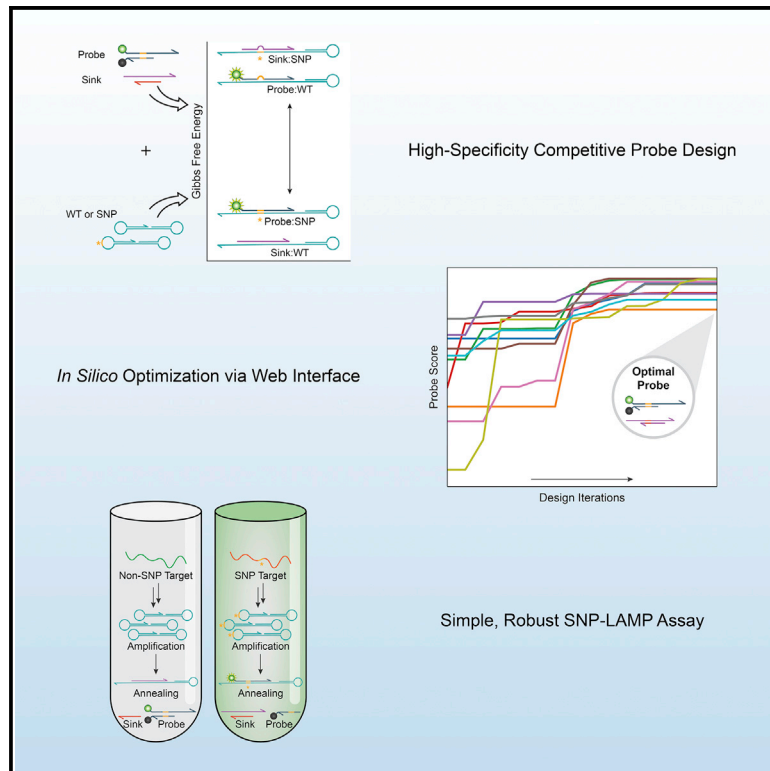 Probe
Sink
+
WT or SNP
Gibbs Free Energy
*
Sink:SNP
Probe:WT
*
Probe:SNP
Sink:WT
High-Specificity Competitive Probe Design
In Silico Optimization via Web Interface
Probe Score
Optimal
Probe
Design Iterations
Non-SNP Target
Amplification
Annealing
Sink
Probe
SNP Target
Amplification
Annealing
Sink
Probe
Simple, Robust SNP-LAMP Assay